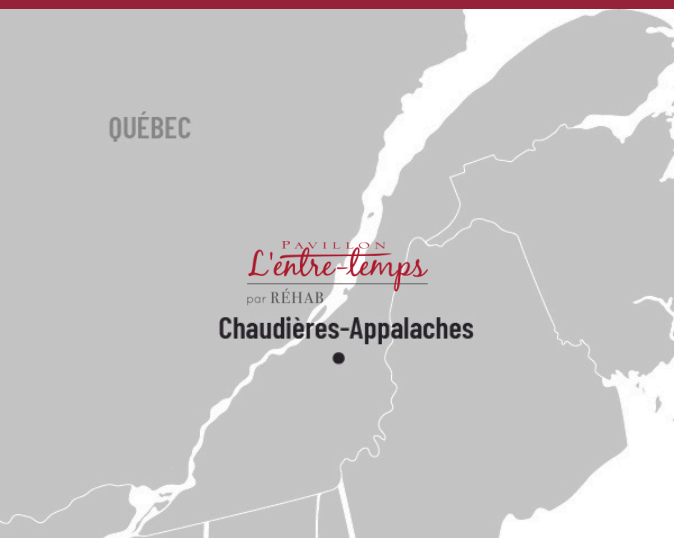 QUÉBEC
PAVILLON
L'entre-temps
par RÉHAB
Chaudières-Appalaches